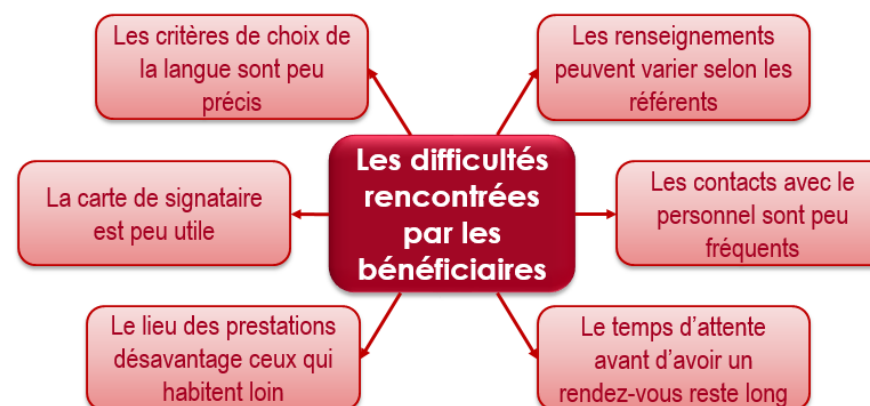 Les critères de choix de
la langue sont peu
précis
Les renseignements
peuvent varier selon les
référents
Les difficultés
rencontrées
par les
bénéficiaires
La carte de signataire
est peu utile
Les contacts avec le
personnel sont peu
fréquents
Le lieu des prestations
désavantage ceux qui
habitent loin
Le temps d'attente
avant d'avoir un
rendez-vous reste long